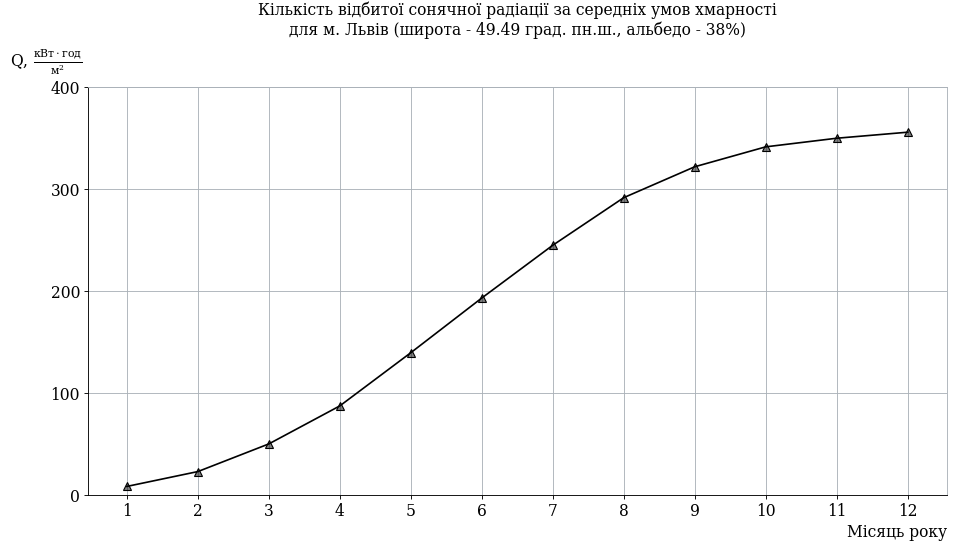 Кількість відбитої сонячної радіації за середніх умов хмарності
для м. Львів (широта - 49.49 град. пн.ш., альбедо - 38%)
Q, кВт · год / м²
400
300
200
100
0
1 2 3 4 5 6 7 8 9 10 11 12
Місяць року